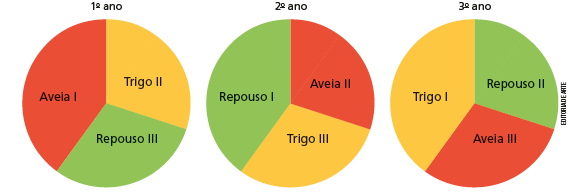 1º ano
2º ano
3º ano
Aveia I
Trigo II
Repouso III
Repouso I
Aveia II
Trigo III
Trigo I
Repouso II
Aveia III
EDITORIA DE ARTE